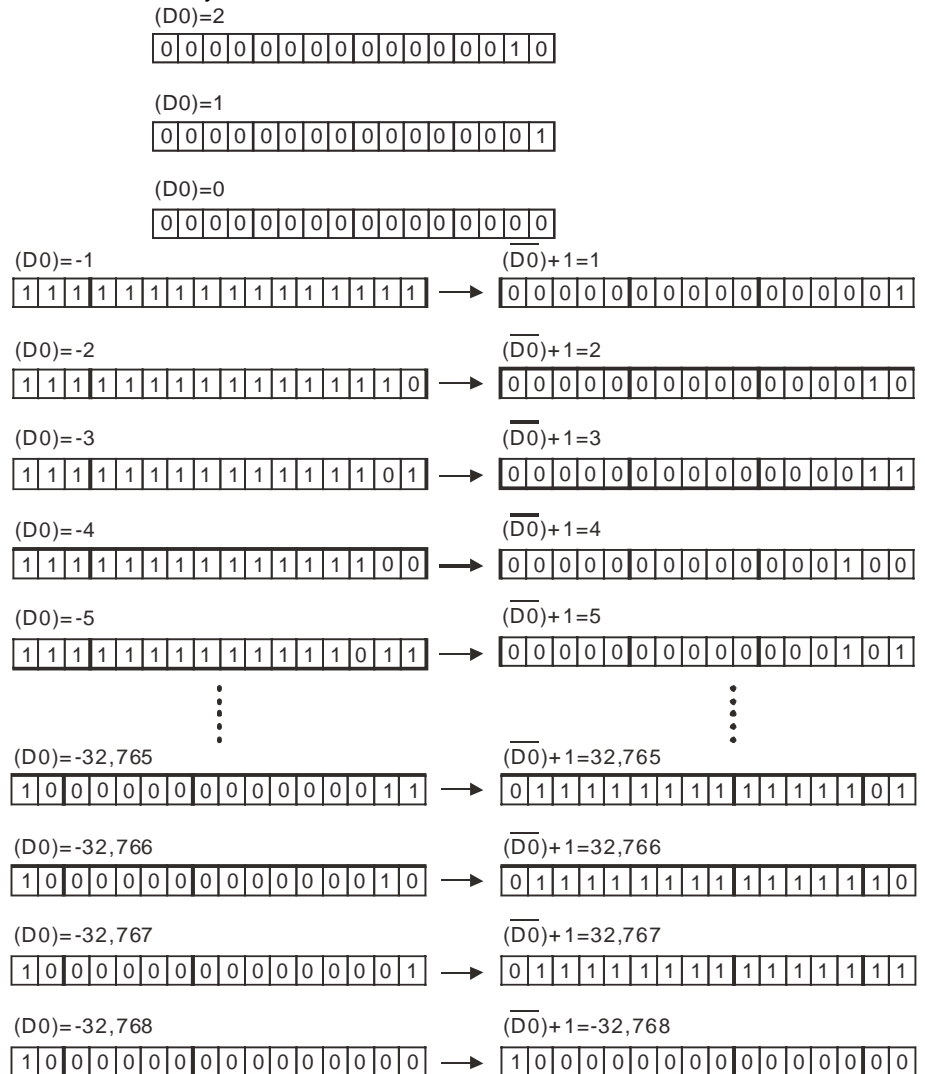 (D0)=2
0 0 0 0 0 0 0 0 0 0 0 0 0 0 1 0
(D0)=1
0 0 0 0 0 0 0 0 0 0 0 0 0 0 0 1
(D0)=0
0 0 0 0 0 0 0 0 0 0 0 0 0 0 0 0
(D0)=-1 (D̅0̅)+1=1
1 1 1 1 1 1 1 1 1 1 1 1 1 1 1 1 → 0 0 0 0 0 0 0 0 0 0 0 0 0 0 0 1
(D0)=-2 (D̅0̅)+1=2
1 1 1 1 1 1 1 1 1 1 1 1 1 1 1 0 → 0 0 0 0 0 0 0 0 0 0 0 0 0 0 1 0
(D0)=-3 (D̅0̅)+1=3
1 1 1 1 1 1 1 1 1 1 1 1 1 1 0 1 → 0 0 0 0 0 0 0 0 0 0 0 0 0 0 1 1
(D0)=-4 (D̅0̅)+1=4
1 1 1 1 1 1 1 1 1 1 1 1 1 1 0 0 → 0 0 0 0 0 0 0 0 0 0 0 0 0 1 0 0
(D0)=-5 (D̅0̅)+1=5
1 1 1 1 1 1 1 1 1 1 1 1 1 0 1 1 → 0 0 0 0 0 0 0 0 0 0 0 0 0 1 0 1
(D0)=-32,765 (D̅0̅)+1=32,765
1 0 0 0 0 0 0 0 0 0 0 0 0 0 1 1 → 0 1 1 1 1 1 1 1 1 1 1 1 1 1 0 1
(D0)=-32,766 (D̅0̅)+1=32,766
1 0 0 0 0 0 0 0 0 0 0 0 0 0 1 0 → 0 1 1 1 1 1 1 1 1 1 1 1 1 1 1 0
(D0)=-32,767 (D̅0̅)+1=32,767
1 0 0 0 0 0 0 0 0 0 0 0 0 0 0 1 → 0 1 1 1 1 1 1 1 1 1 1 1 1 1 1 1
(D0)=-32,768 (D̅0̅)+1=-32,768
1 0 0 0 0 0 0 0 0 0 0 0 0 0 0 0 → 1 0 0 0 0 0 0 0 0 0 0 0 0 0 0 0